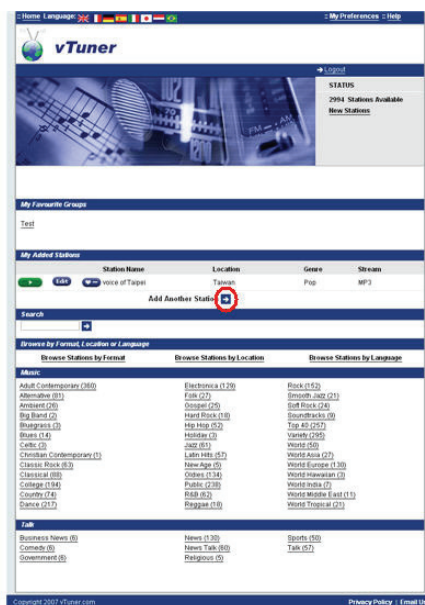 :: Home Language: :: My Preferences :: Help
vTuner
Logout
STATUS
2994 Stations Available
New Stations
FM AM
My Favourite Groups
Test
My Added Stations
Station Name Location Genre Stream
Edit voice of Taipei Taiwan Pop MP3
Add Another Station
Search
Browse by Format, Location or Language
Browse Stations by Format Browse Stations by Location Browse Stations by Language
Music
Adult Contemporary (360) Electronica (129) Rock (152)
Alternative (81) Folk (27) Smooth Jazz (21)
Ambient (26) Gospel (25) Soft Rock (24)
Big Band (2) Hard Rock (18) Soundtracks (9)
Bluegrass (3) Hip Hop (52) Top 40 (257)
Blues (14) Holiday (3) Variety (295)
Celtic (3) Jazz (61) World (50)
Christian Contemporary (1) Latin Hits (57) World Asia (27)
Classic Rock (63) New Age (5) World Europe (130)
Classical (88) Oldies (134) World Hawaiian (3)
College (194) Public (238) World India (7)
Country (74) R&B (62) World Middle East (11)
Dance (217) Reggae (18) World Tropical (21)
Talk
Business News (6) News (130) Sports (50)
Comedy (6) News Talk (60) Talk (57)
Government (6) Religious (5)
Copyright 2007 vTuner.com Privacy Policy | Email Us